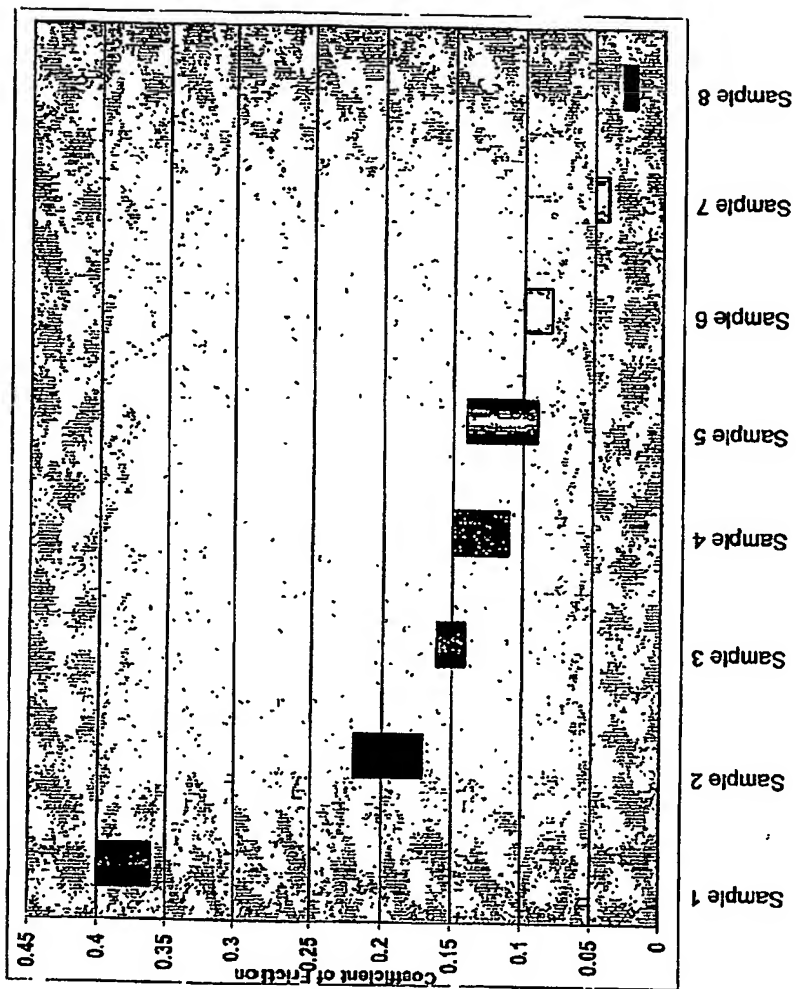 Coefficient of Friction
0.45
0.4
0.35
0.3
0.25
0.2
0.15
0.1
0.05
0
Sample 1
Sample 2
Sample 3
Sample 4
Sample 5
Sample 6
Sample 7
Sample 8